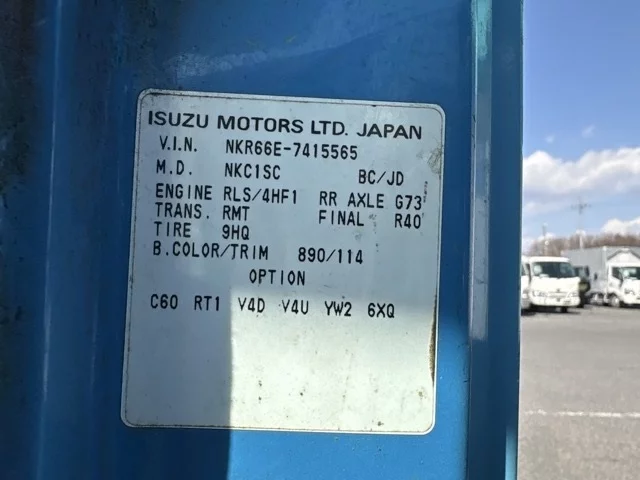 ISUZU MOTORS LTD. JAPAN
V.I.N. NKR66E-7415565
M.D. NKC1SC BC/JD
ENGINE RLS/4HF1 RR AXLE G73
TRANS. RMT FINAL R40
TIRE 9HQ
B.COLOR/TRIM 890/114
OPTION
C60 RT1 V4D V4U YW2 6XQ